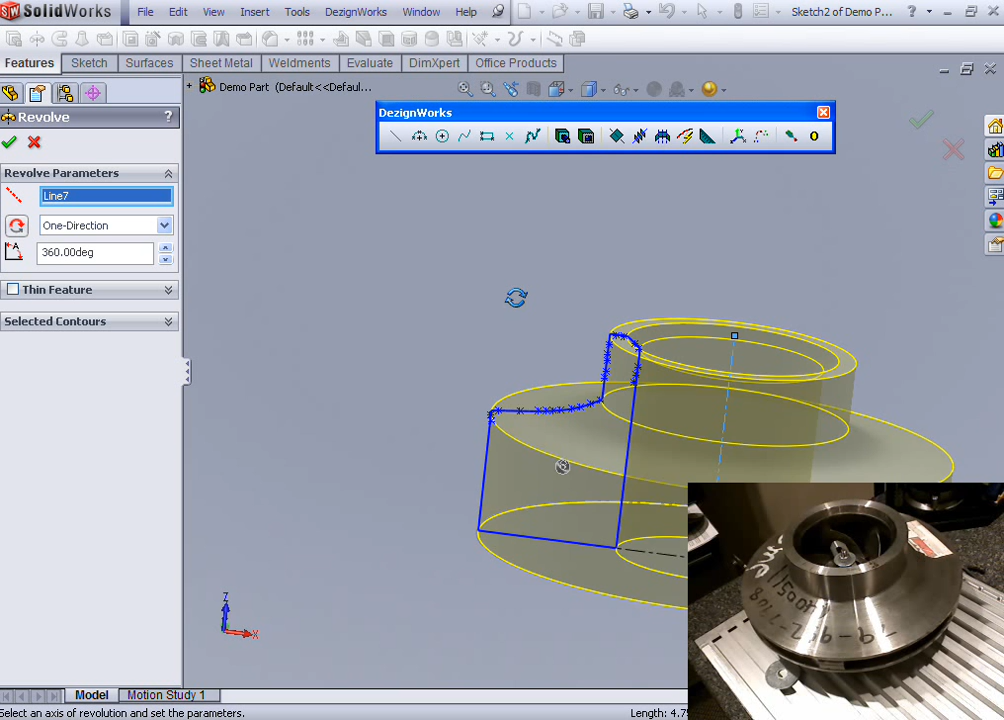 SolidWorks File Edit View Insert Tools DezignWorks Window Help Sketch2 of Demo P... ?
Features Sketch Surfaces Sheet Metal Weldments Evaluate DimXpert Office Products
Demo Part (Default<<Defaul...
DezignWorks
Revolve ?
Revolve Parameters
Line7
One-Direction
360.00deg
Thin Feature
Selected Contours
Z
X
Model Motion Study 1
Select an axis of revolution and set the parameters. Length: 4.7